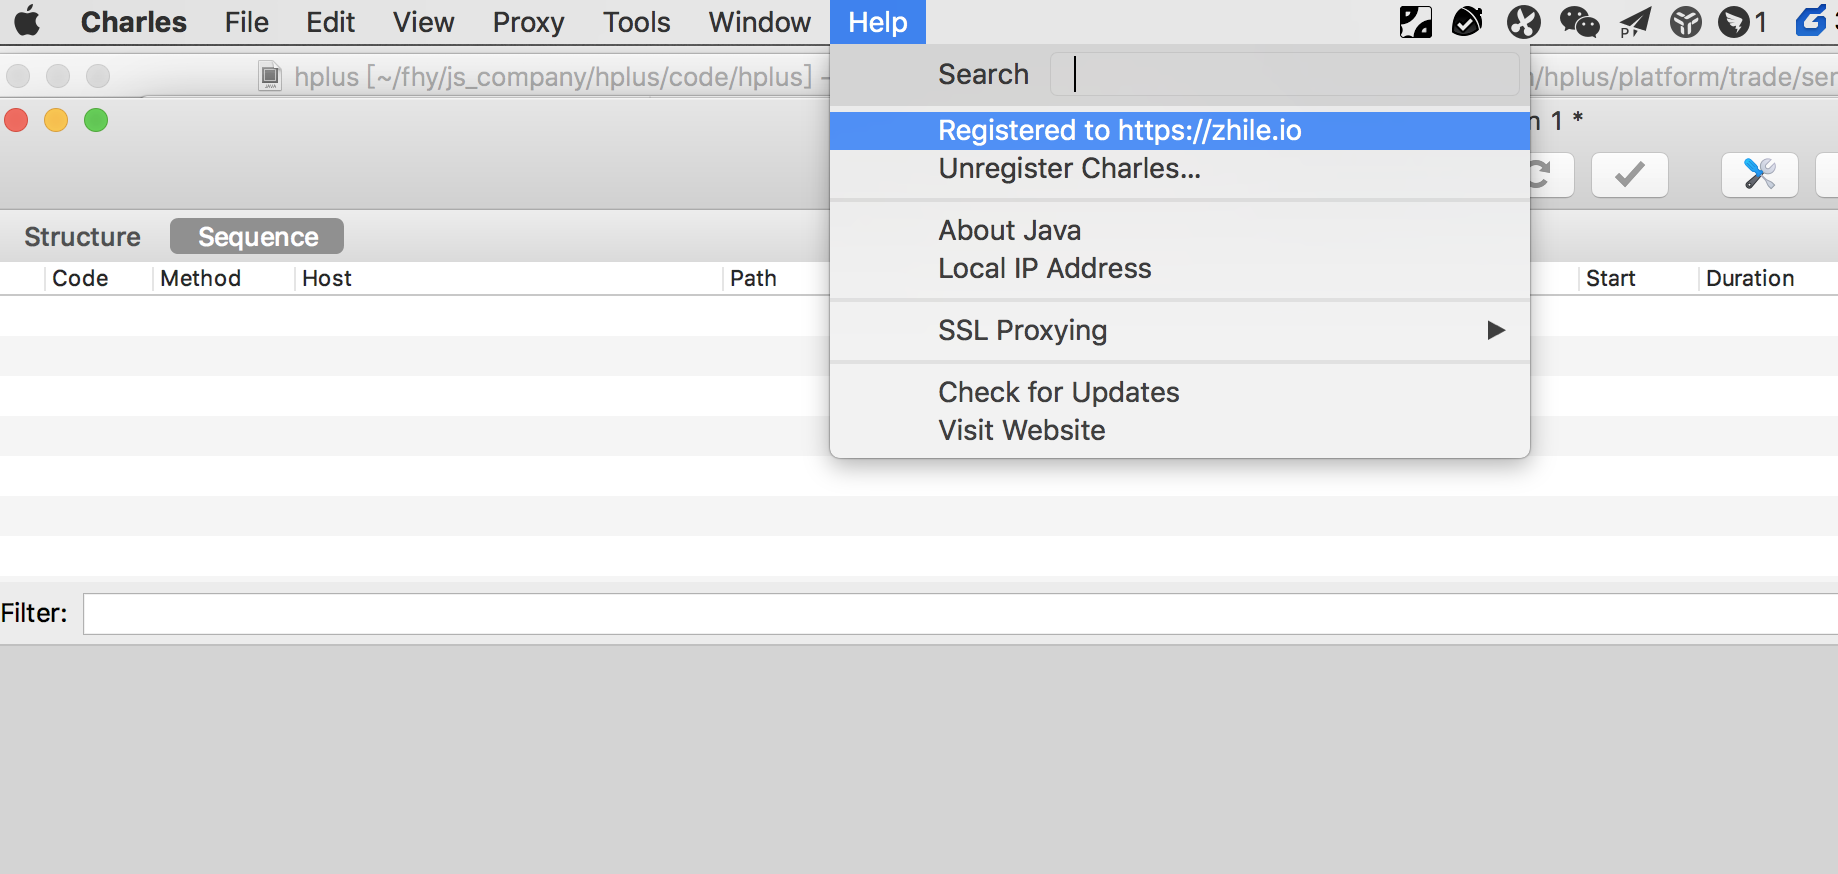 Charles File Edit View Proxy Tools Window Help 1
hplus [~/fhy/js_company/hplus/code/hplus] – /hplus/platform/trade/ser
Search
Registered to https://zhile.io
n 1 *
Unregister Charles...
About Java
Structure Sequence
Local IP Address
Code Method Host Path Start Duration
SSL Proxying
Check for Updates
Visit Website
Filter: